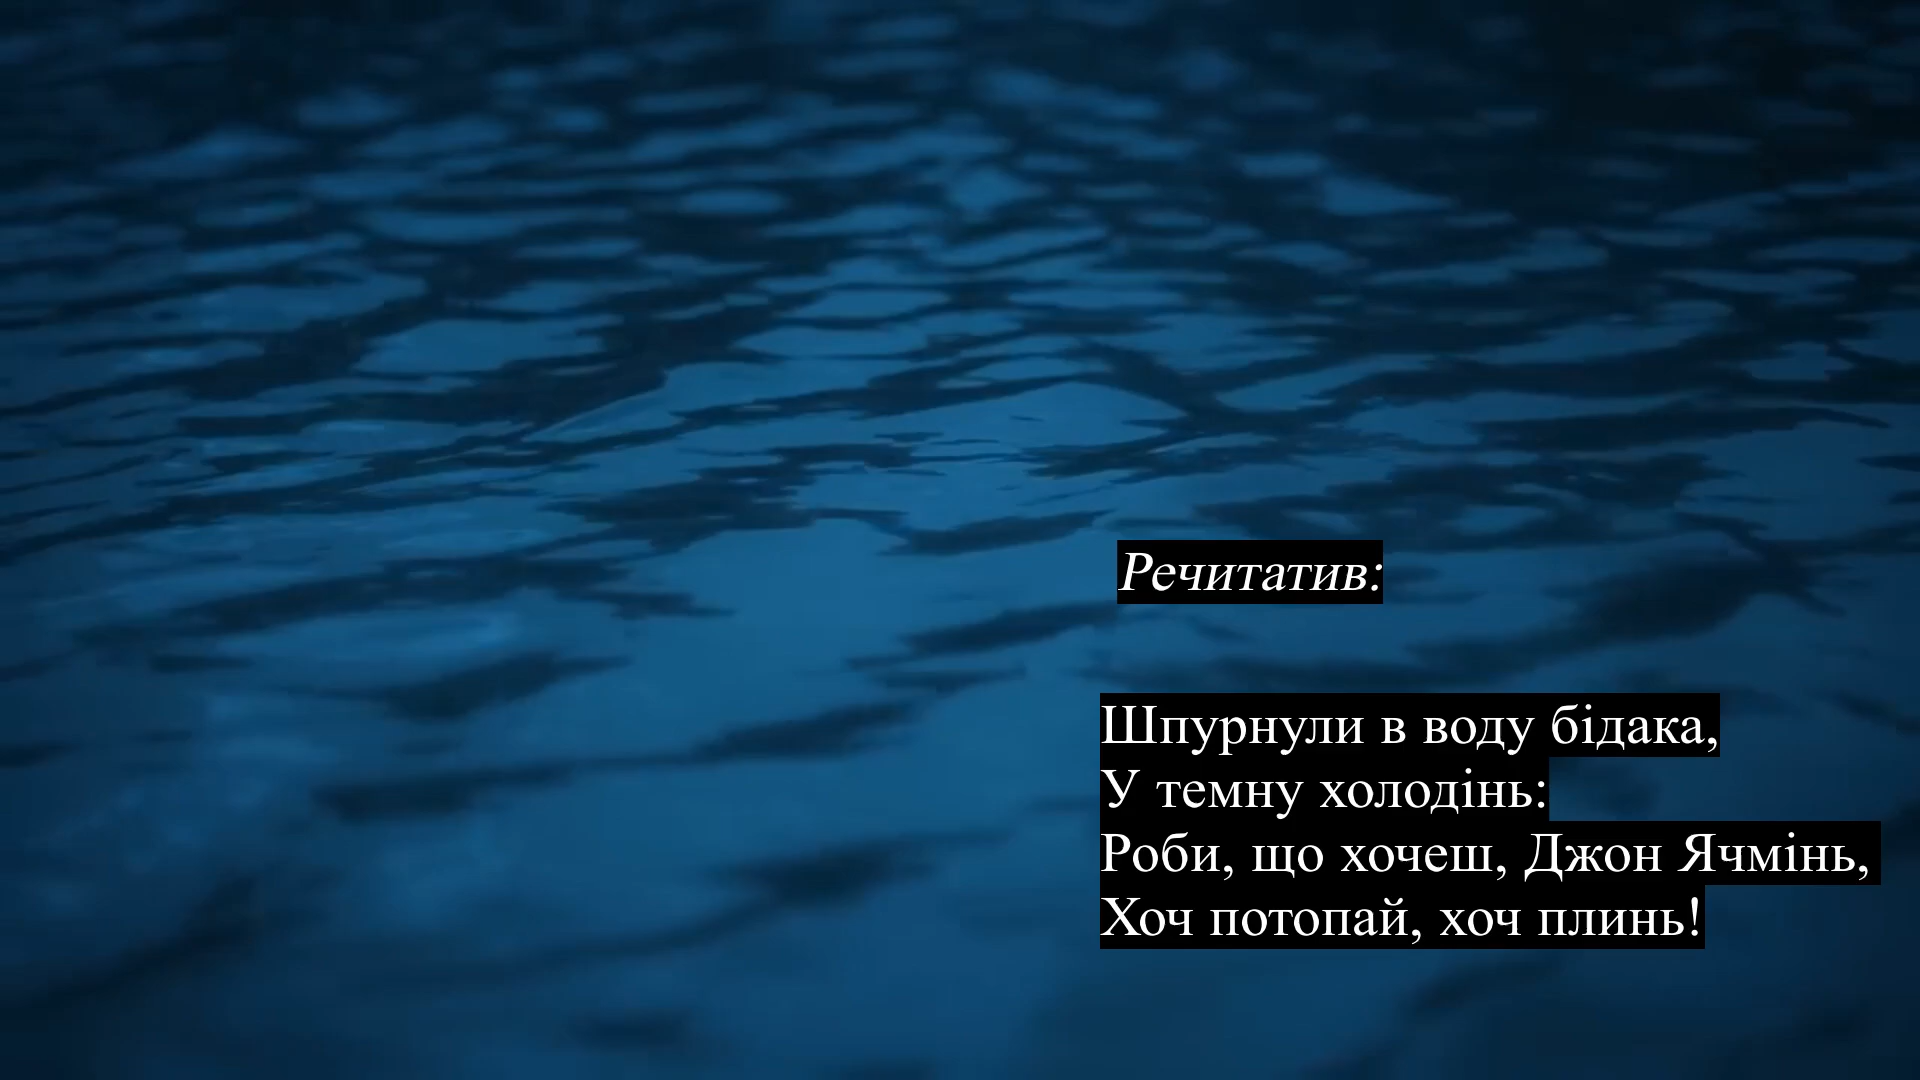 Речитатив:
Шпурнули в воду бідака,
У темну холодінь:
Роби, що хочеш, Джон Ячмінь,
Хоч потопай, хоч плинь!